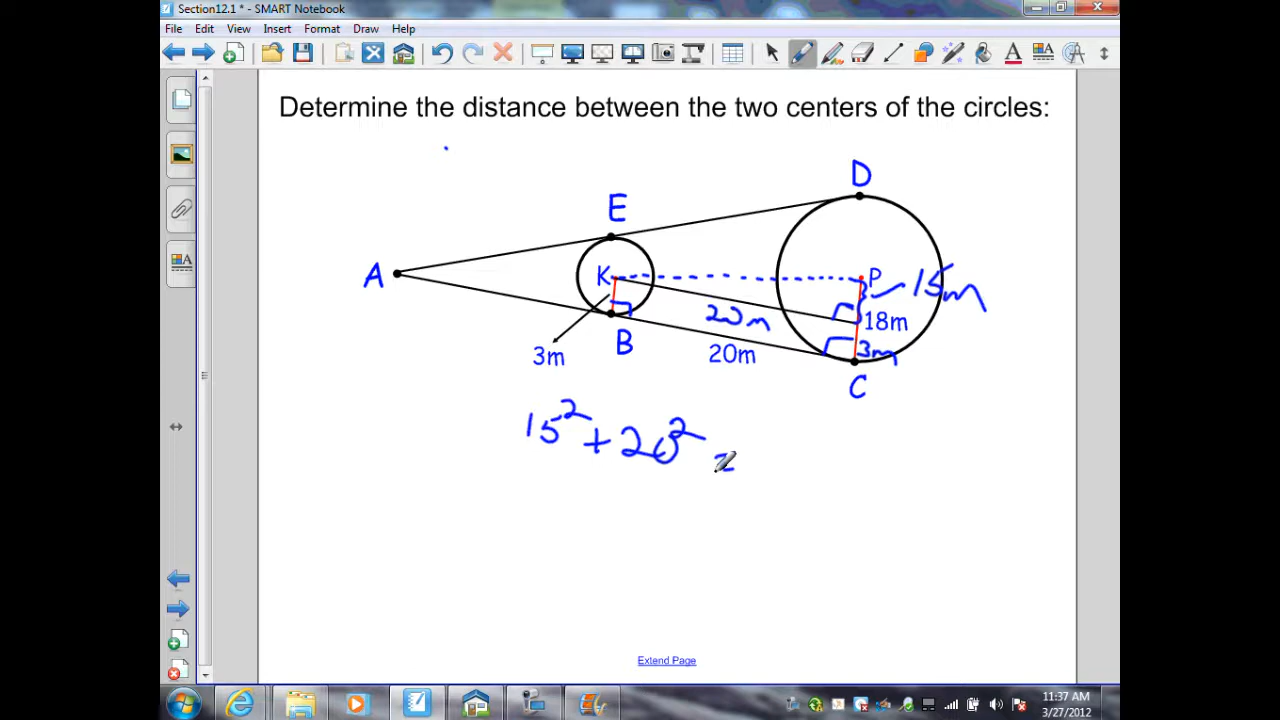 Section12.1 * - SMART Notebook
File Edit View Insert Format Draw Help
Determine the distance between the two centers of the circles:
D
E
A
K
P
15m
20m
18m
3m
B
3m
20m
C
15² + 20² =
Extend Page
11:37 AM
3/27/2012